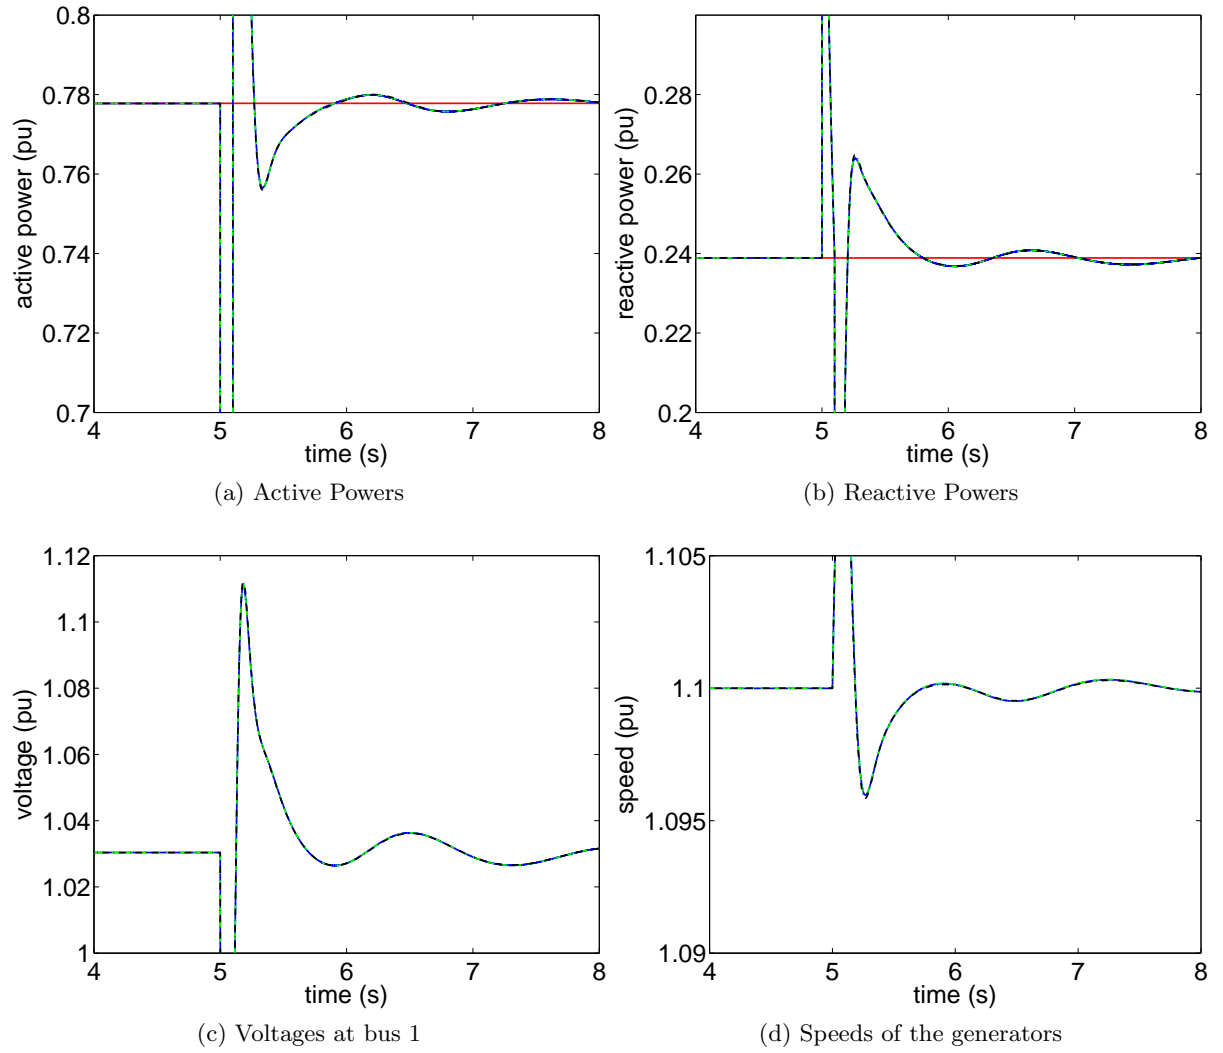 0.8
0.78
0.76
0.74
0.72
0.7
active power (pu)
4 5 6 7 8
time (s)
(a) Active Powers
0.28
0.26
0.24
0.22
0.2
reactive power (pu)
4 5 6 7 8
time (s)
(b) Reactive Powers
1.12
1.1
1.08
1.06
1.04
1.02
1
voltage (pu)
4 5 6 7 8
time (s)
(c) Voltages at bus 1
1.105
1.1
1.095
1.09
speed (pu)
4 5 6 7 8
time (s)
(d) Speeds of the generators